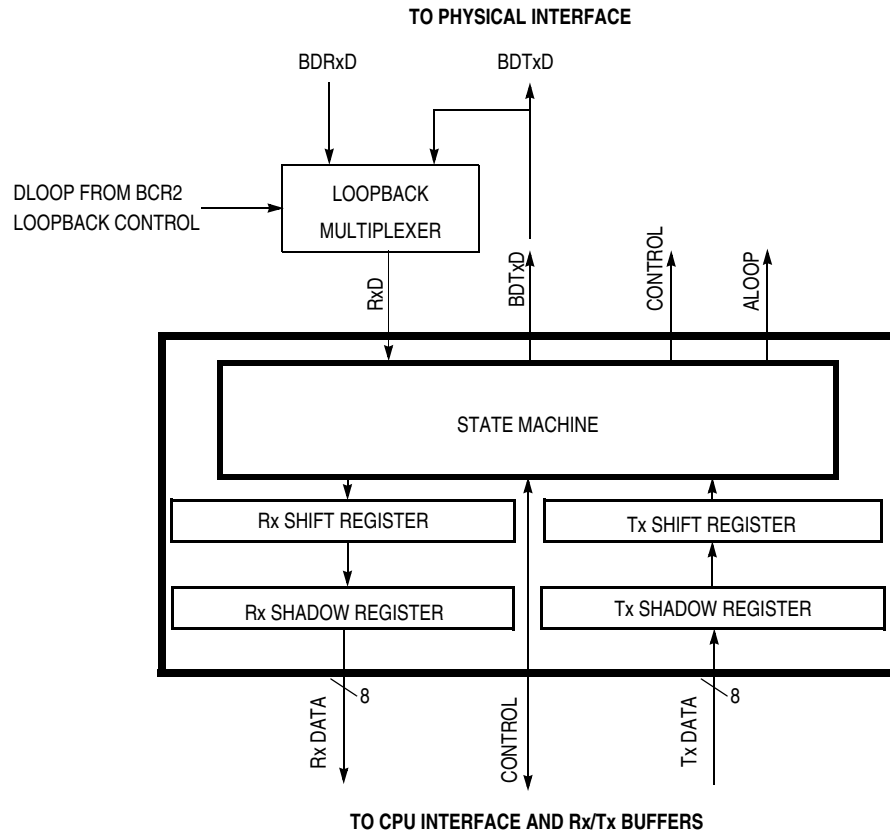 TO PHYSICAL INTERFACE
BDRxD
BDTxD
DLOOP FROM BCR2
LOOPBACK CONTROL
LOOPBACK
MULTIPLEXER
RxD
BDTxD
CONTROL
ALOOP
STATE MACHINE
Rx SHIFT REGISTER
Tx SHIFT REGISTER
Rx SHADOW REGISTER
Tx SHADOW REGISTER
8
8
Rx DATA
CONTROL
Tx DATA
TO CPU INTERFACE AND Rx/Tx BUFFERS